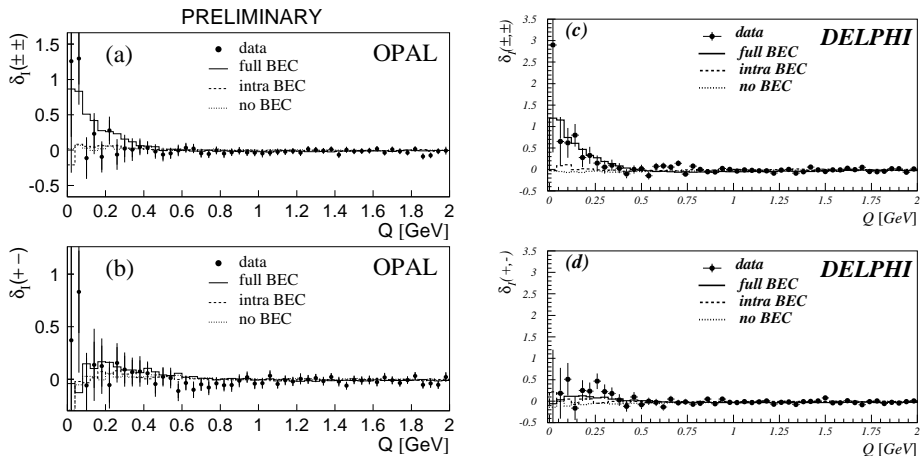 PRELIMINARY
δ_I(±±)
1.5
1
0.5
0
-0.5
(a)
data
full BEC
intra BEC
no BEC
OPAL
0 0.2 0.4 0.6 0.8 1 1.2 1.4 1.6 1.8 2
Q [GeV]
δ_I(+−)
1
0.5
0
(b)
data
full BEC
intra BEC
no BEC
OPAL
0 0.2 0.4 0.6 0.8 1 1.2 1.4 1.6 1.8 2
Q [GeV]
δ_I(±,±)
3.5
3
2.5
2
1.5
1
0.5
0
-0.5
(c)
data
full BEC
intra BEC
no BEC
DELPHI
0 0.25 0.5 0.75 1 1.25 1.5 1.75 2
Q [GeV]
δ_I(+,-)
3.5
3
2.5
2
1.5
1
0.5
0
-0.5
(d)
data
full BEC
intra BEC
no BEC
DELPHI
0 0.25 0.5 0.75 1 1.25 1.5 1.75 2
Q [GeV]